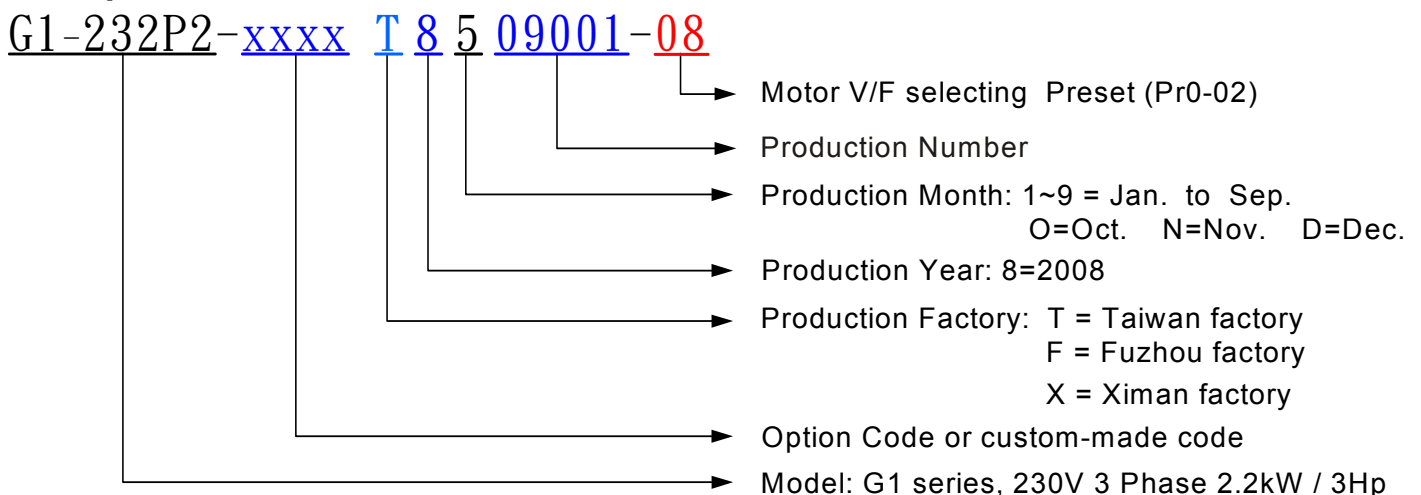 G1-232P2-xxxx T 8 5 09001-08
Motor V/F selecting Preset (Pr0-02)
Production Number
Production Month: 1~9 = Jan. to Sep.
O=Oct. N=Nov. D=Dec.
Production Year: 8=2008
Production Factory: T = Taiwan factory
F = Fuzhou factory
X = Ximan factory
Option Code or custom-made code
Model: G1 series, 230V 3 Phase 2.2kW / 3Hp